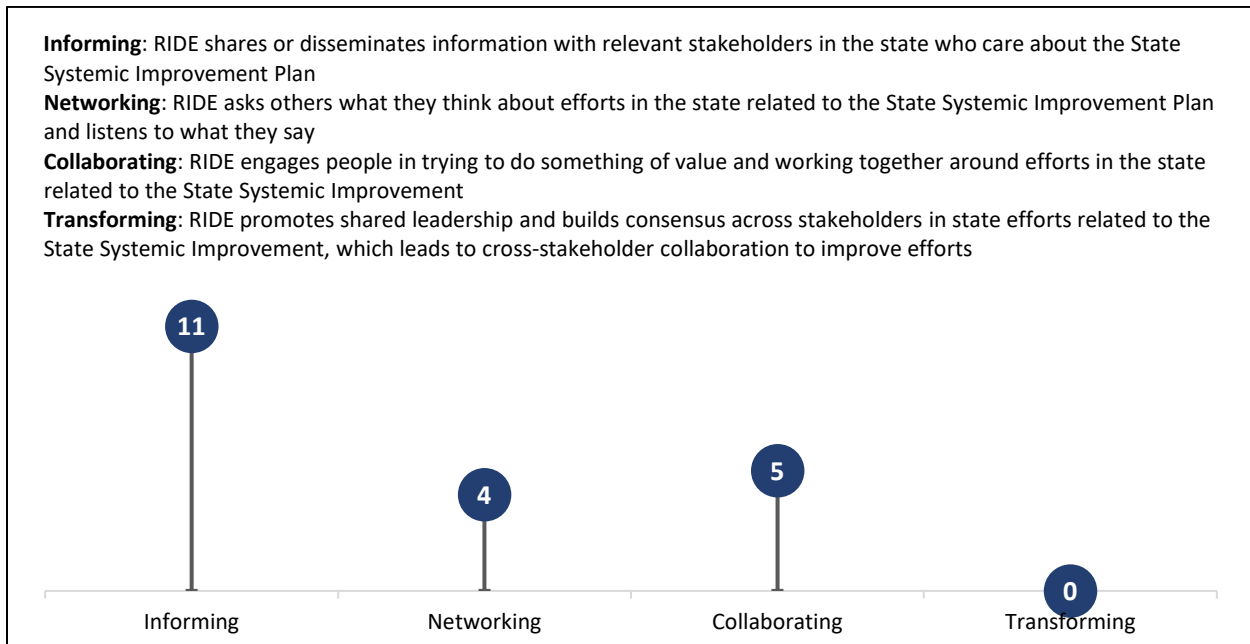 Informing: RIDE shares or disseminates information with relevant stakeholders in the state who care about the State
Systemic Improvement Plan
Networking: RIDE asks others what they think about efforts in the state related to the State Systemic Improvement Plan
and listens to what they say
Collaborating: RIDE engages people in trying to do something of value and working together around efforts in the state
related to the State Systemic Improvement
Transforming: RIDE promotes shared leadership and builds consensus across stakeholders in state efforts related to the
State Systemic Improvement, which leads to cross-stakeholder collaboration to improve efforts
11
4
5
0
Informing
Networking
Collaborating
Transforming